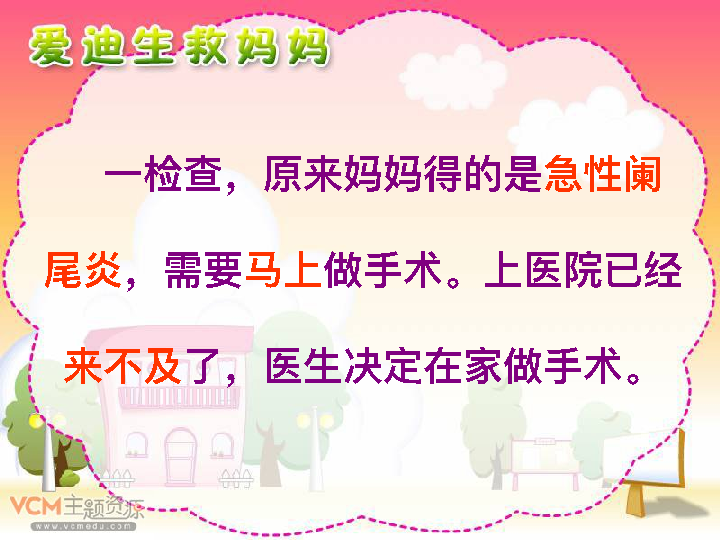 爱迪生救妈妈
一检查，原来妈妈得的是急性阑
尾炎，需要马上做手术。上医院已经
来不及了，医生决定在家做手术。
VCM主题资源
www.vcmedu.com